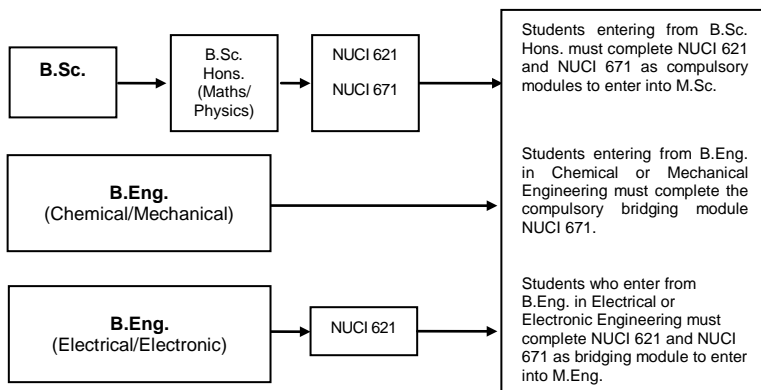 B.Sc.
B.Sc.
Hons.
(Maths/
Physics)
NUCI 621
NUCI 671
Students entering from B.Sc.
Hons. must complete NUCI 621
and NUCI 671 as compulsory
modules to enter into M.Sc.
B.Eng.
(Chemical/Mechanical)
Students entering from B.Eng.
in Chemical or Mechanical
Engineering must complete the
compulsory bridging module
NUCI 671.
B.Eng.
(Electrical/Electronic)
NUCI 621
Students who enter from
B.Eng. in Electrical or
Electronic Engineering must
complete NUCI 621 and NUCI
671 as bridging module to enter
into M.Eng.